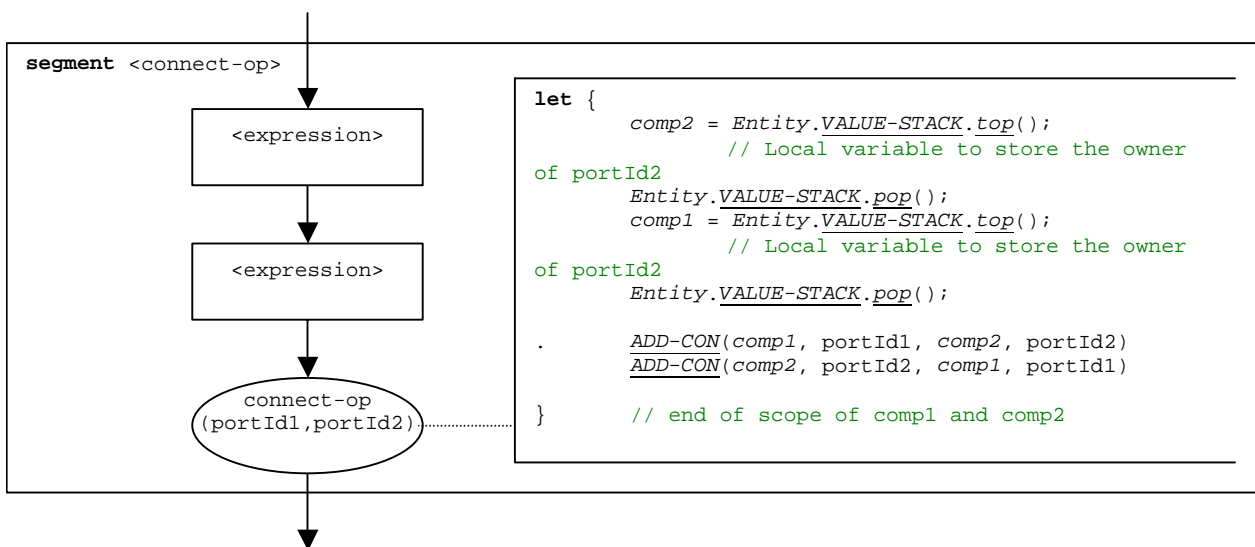 segment <connect-op>
<expression>
<expression>
connect-op
(portId1,portId2)
let {
comp2 = Entity.VALUE-STACK.top();
// Local variable to store the owner
of portId2
Entity.VALUE-STACK.pop();
comp1 = Entity.VALUE-STACK.top();
// Local variable to store the owner
of portId2
Entity.VALUE-STACK.pop();
. ADD-CON(comp1, portId1, comp2, portId2)
ADD-CON(comp2, portId2, comp1, portId1)
} // end of scope of comp1 and comp2